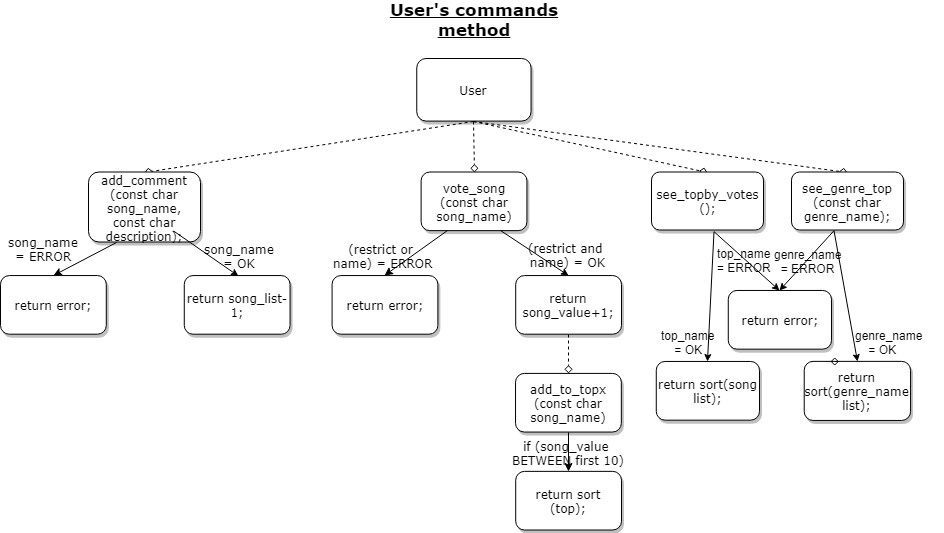 User's commands
method
User
add_comment
(const char
song_name,
const char
description);
vote_song
(const char
song_name)
see_topby_votes
();
see_genre_top
(const char
genre_name);
song_name
= ERROR
song_name
= OK
(restrict or
name) = ERROR
(restrict and
name) = OK
top_name
= ERROR
genre_name
= ERROR
return error;
return song_list-
1;
return error;
return
song_value+1;
return error;
top_name
= OK
genre_name
= OK
add_to_topx
(const char
song_name)
return sort(song
list);
return
sort(genre_name
list);
if (song_value
BETWEEN first 10)
return sort
(top);